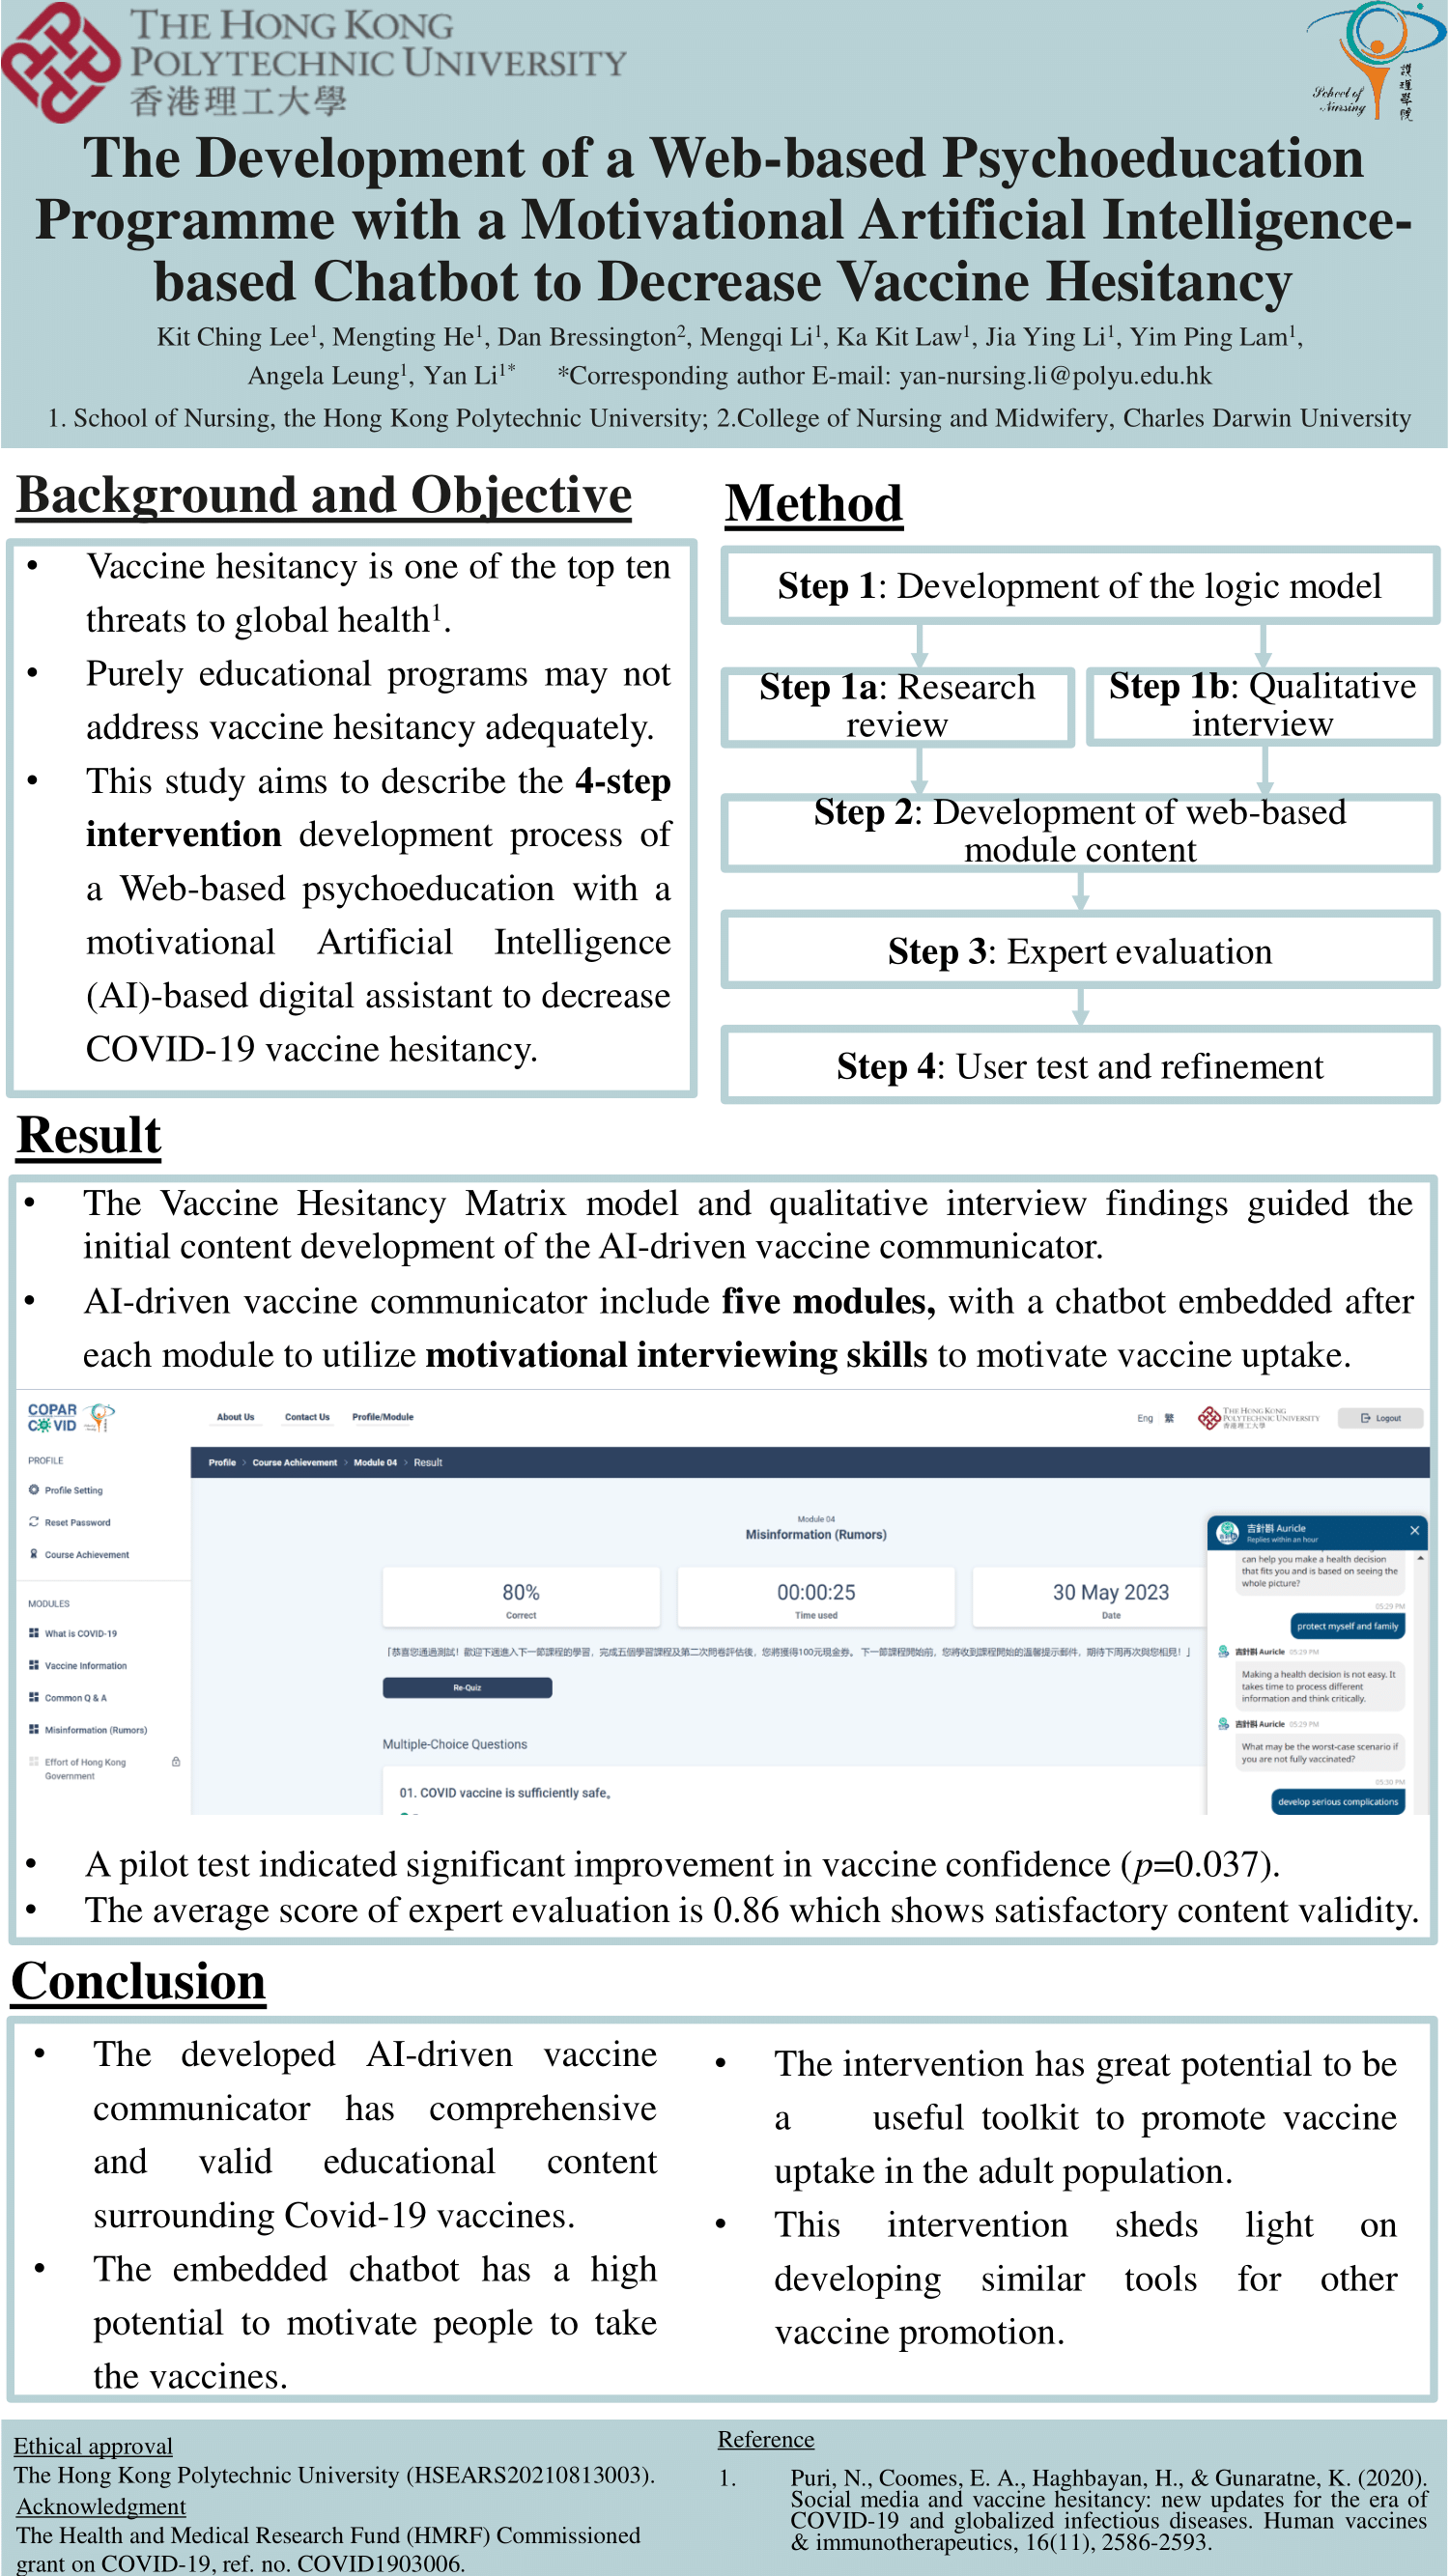 THE HONG KONG
POLYTECHNIC UNIVERSITY
香港理工大學
School of
Nursing
護理學院
The Development of a Web-based Psychoeducation
Programme with a Motivational Artificial Intelligence-
based Chatbot to Decrease Vaccine Hesitancy
Kit Ching Lee1, Mengting He1, Dan Bressington2, Mengqi Li1, Ka Kit Law1, Jia Ying Li1, Yim Ping Lam1,
Angela Leung1, Yan Li1* *Corresponding author E-mail: yan-nursing.li@polyu.edu.hk
1. School of Nursing, the Hong Kong Polytechnic University; 2.College of Nursing and Midwifery, Charles Darwin University
Background and Objective
• Vaccine hesitancy is one of the top ten
threats to global health1.
• Purely educational programs may not
address vaccine hesitancy adequately.
• This study aims to describe the 4-step
intervention development process of
a Web-based psychoeducation with a
motivational Artificial Intelligence
(AI)-based digital assistant to decrease
COVID-19 vaccine hesitancy.
Method
Step 1: Development of the logic model
Step 1a: Research
review
Step 1b: Qualitative
interview
Step 2: Development of web-based
module content
Step 3: Expert evaluation
Step 4: User test and refinement
Result
• The Vaccine Hesitancy Matrix model and qualitative interview findings guided the
initial content development of the AI-driven vaccine communicator.
• AI-driven vaccine communicator include five modules, with a chatbot embedded after
each module to utilize motivational interviewing skills to motivate vaccine uptake.
COPAR
COVID
About Us Contact Us Profile/Module
Eng 繁
THE HONG KONG
POLYTECHNIC UNIVERSITY
香港理工大學
Logout
PROFILE
Profile Setting
Reset Password
Course Achievement
MODULES
What is COVID-19
Vaccine Information
Common Q & A
Misinformation (Rumors)
Effort of Hong Kong
Government
Profile > Course Achievement > Module 04 > Result
Module 04
Misinformation (Rumors)
80%
Correct
00:00:25
Time used
30 May 2023
Date
「恭喜您通過測試！歡迎下週進入下一節課程的學習，完成五個學習課程及第二次問卷評估後，您將獲得100元現金券。 下一節課程開始前，您將收到課程開始的溫馨提示郵件，期待下周再次與您相見！」
Re-Quiz
Multiple-Choice Questions
01. COVID vaccine is sufficiently safe。
吉針斟 Auricle
Replies within an hour
can help you make a health decision
that fits you and is based on seeing the
whole picture?
05:29 PM
protect myself and family
吉針斟 Auricle 05:29 PM
Making a health decision is not easy. It
takes time to process different
information and think critically.
吉針斟 Auricle 05:29 PM
What may be the worst-case scenario if
you are not fully vaccinated?
05:30 PM
develop serious complications
• A pilot test indicated significant improvement in vaccine confidence (p=0.037).
• The average score of expert evaluation is 0.86 which shows satisfactory content validity.
Conclusion
• The developed AI-driven vaccine
communicator has comprehensive
and valid educational content
surrounding Covid-19 vaccines.
• The embedded chatbot has a high
potential to motivate people to take
the vaccines.
• The intervention has great potential to be
a useful toolkit to promote vaccine
uptake in the adult population.
• This intervention sheds light on
developing similar tools for other
vaccine promotion.
Ethical approval
The Hong Kong Polytechnic University (HSEARS20210813003).
Acknowledgment
The Health and Medical Research Fund (HMRF) Commissioned
grant on COVID-19, ref. no. COVID1903006.
Reference
1. Puri, N., Coomes, E. A., Haghbayan, H., & Gunaratne, K. (2020).
Social media and vaccine hesitancy: new updates for the era of
COVID-19 and globalized infectious diseases. Human vaccines
& immunotherapeutics, 16(11), 2586-2593.